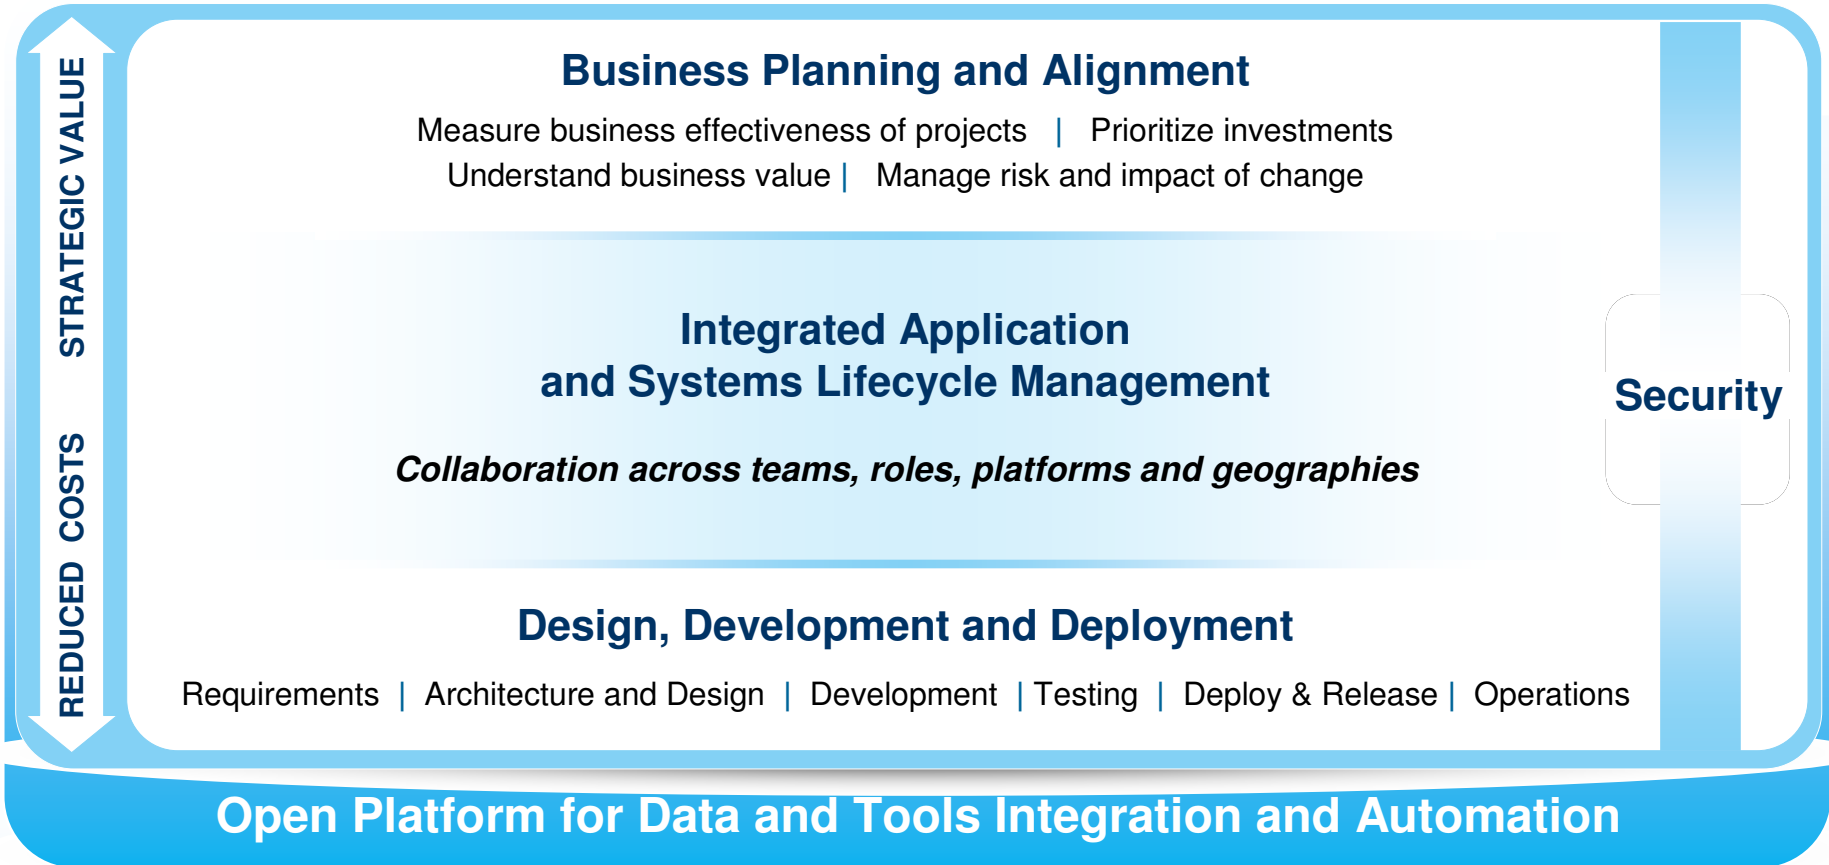 Business Planning and Alignment
Measure business effectiveness of projects | Prioritize investments
Understand business value | Manage risk and impact of change
STRATEGIC VALUE
Integrated Application
and Systems Lifecycle Management
Security
Collaboration across teams, roles, platforms and geographies
REDUCED COSTS
Design, Development and Deployment
Requirements | Architecture and Design | Development | Testing | Deploy & Release | Operations
Open Platform for Data and Tools Integration and Automation